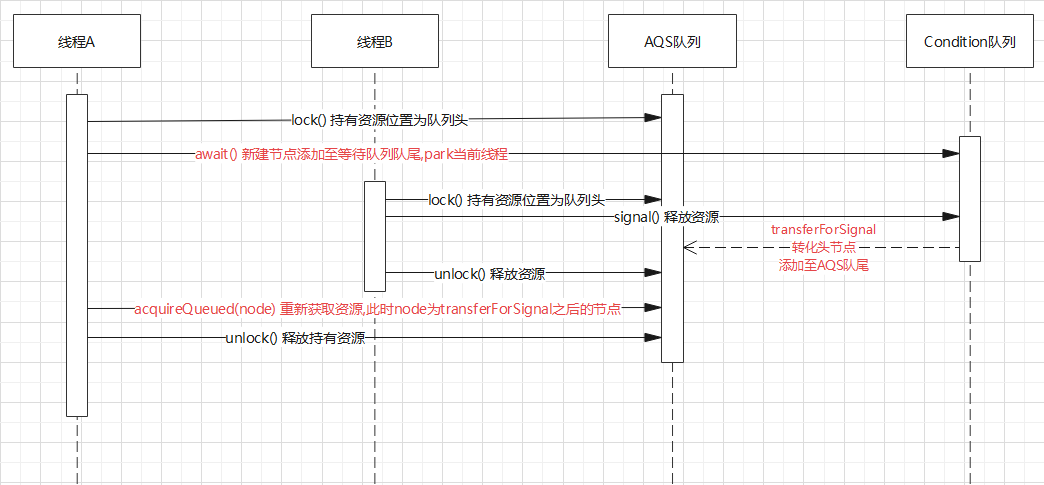 线程A
线程B
AQS队列
Condition队列
lock() 持有资源位置为队列头
await() 新建节点添加至等待队列队尾,park当前线程
lock() 持有资源位置为队列头
signal() 释放资源
transferForSignal
转化头节点
添加至AQS队尾
unlock() 释放资源
acquireQueued(node) 重新获取资源,此时node为transferForSignal之后的节点
unlock() 释放持有资源